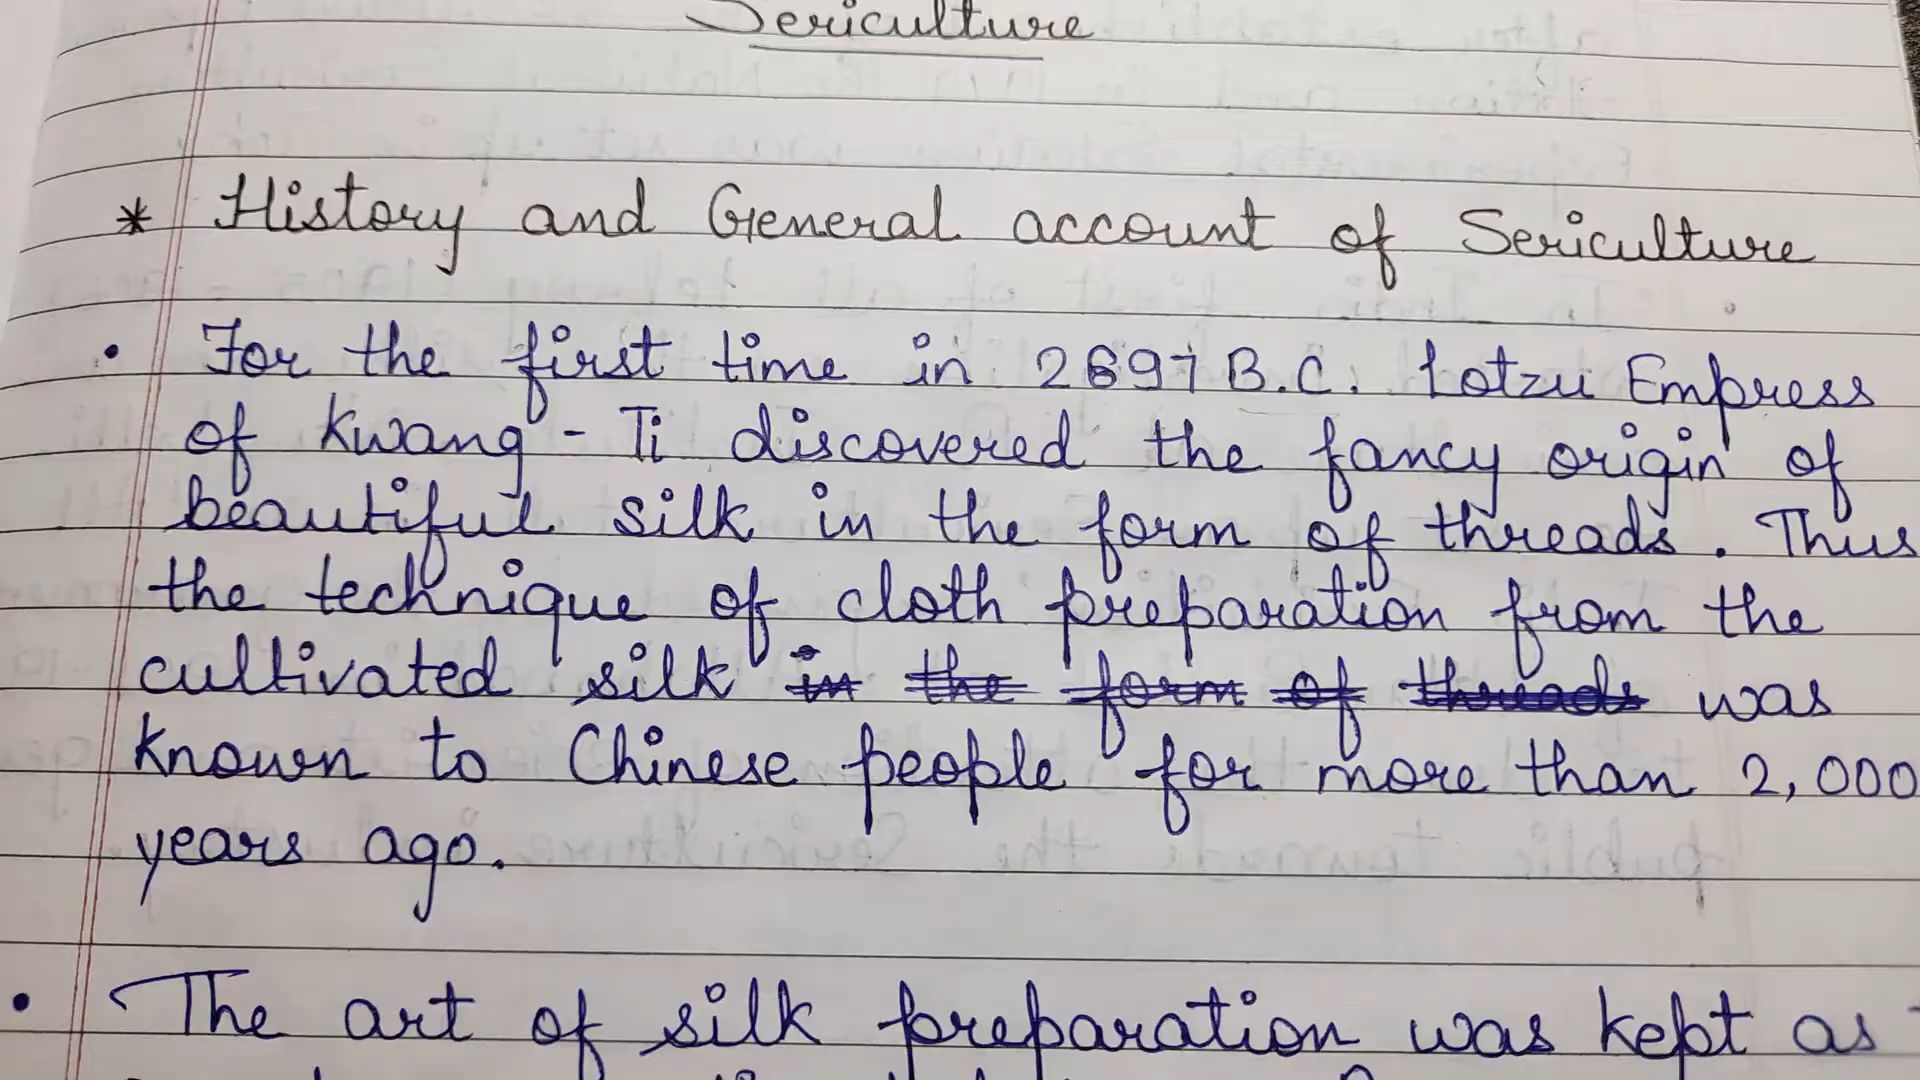 Sericulture
* History and General account of Sericulture
• For the first time in 2697 B.C. Lotzu Empress
of Kwang - Ti discovered the fancy origin of
beautiful silk in the form of threads. Thus
the technique of cloth preparation from the
cultivated silk in the form of threads was
known to Chinese people for more than 2,000
years ago.
• The art of silk preparation was kept as